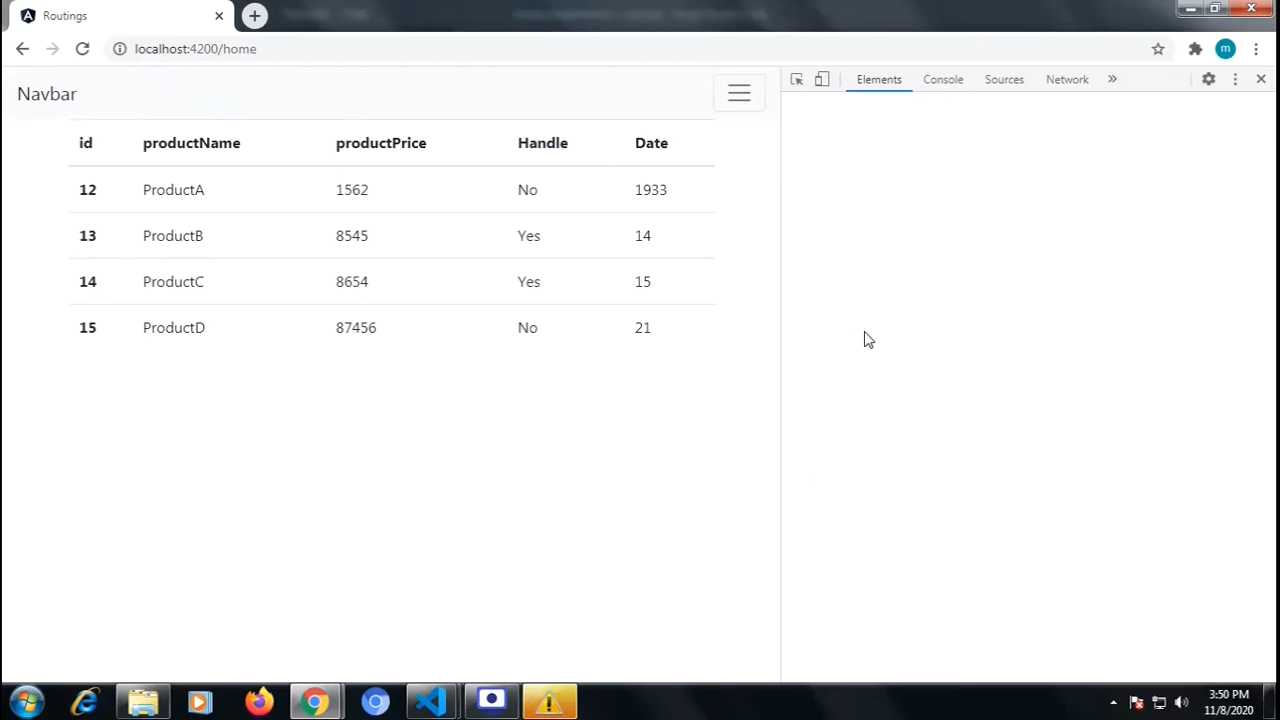 Routings
localhost:4200/home
m
Navbar
Elements Console Sources Network
id productName productPrice Handle Date
12 ProductA 1562 No 1933
13 ProductB 8545 Yes 14
14 ProductC 8654 Yes 15
15 ProductD 87456 No 21
3:50 PM
11/8/2020